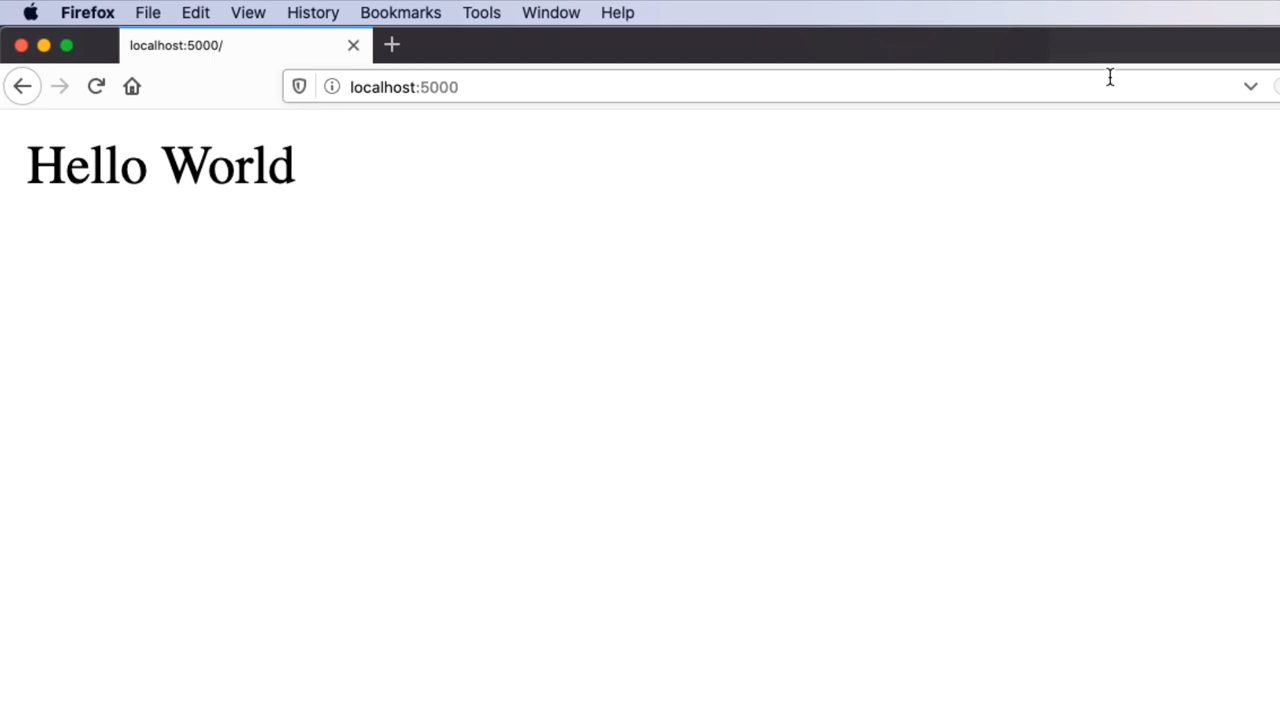 Firefox File Edit View History Bookmarks Tools Window Help
localhost:5000/
localhost:5000
Hello World